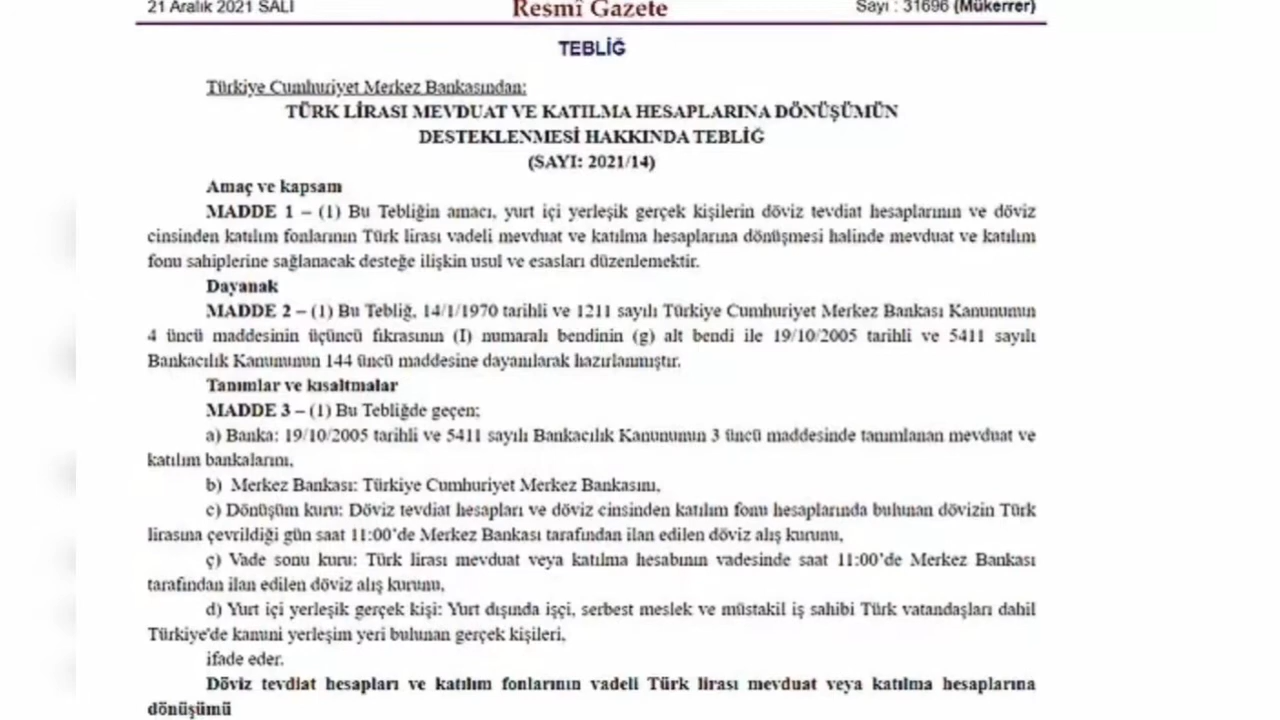 21 Aralık 2021 SALI
Resmî Gazete
Sayı : 31696 (Mükerrer)
TEBLİĞ
Türkiye Cumhuriyet Merkez Bankasından:
TÜRK LİRASI MEVDUAT VE KATILMA HESAPLARINA DÖNÜŞÜMÜN
DESTEKLENMESİ HAKKINDA TEBLİĞ
(SAYI: 2021/14)
Amaç ve kapsam
MADDE 1 – (1) Bu Tebliğin amacı, yurt içi yerleşik gerçek kişilerin döviz tevdiat hesaplarının ve döviz
cinsinden katılım fonlarının Türk lirası vadeli mevduat ve katılma hesaplarına dönüşmesi halinde mevduat ve katılım
fonu sahiplerine sağlanacak desteğe ilişkin usul ve esasları düzenlemektir.
Dayanak
MADDE 2 – (1) Bu Tebliğ, 14/1/1970 tarihli ve 1211 sayılı Türkiye Cumhuriyet Merkez Bankası Kanununun
4 üncü maddesinin üçüncü fıkrasının (I) numaralı bendinin (g) alt bendi ile 19/10/2005 tarihli ve 5411 sayılı
Bankacılık Kanununun 144 üncü maddesine dayanılarak hazırlanmıştır.
Tanımlar ve kısaltmalar
MADDE 3 – (1) Bu Tebliğde geçen;
a) Banka: 19/10/2005 tarihli ve 5411 sayılı Bankacılık Kanununun 3 üncü maddesinde tanımlanan mevduat ve
katılım bankalarını,
b) Merkez Bankası: Türkiye Cumhuriyet Merkez Bankasını,
c) Dönüşüm kuru: Döviz tevdiat hesapları ve döviz cinsinden katılım fonu hesaplarında bulunan dövizin Türk
lirasına çevrildiği gün saat 11:00'de Merkez Bankası tarafından ilan edilen döviz alış kurunu,
ç) Vade sonu kuru: Türk lirası mevduat veya katılma hesabının vadesinde saat 11:00'de Merkez Bankası
tarafından ilan edilen döviz alış kurunu,
d) Yurt içi yerleşik gerçek kişi: Yurt dışında işçi, serbest meslek ve müstakil iş sahibi Türk vatandaşları dahil
Türkiye'de kanuni yerleşim yeri bulunan gerçek kişileri,
ifade eder.
Döviz tevdiat hesapları ve katılım fonlarının vadeli Türk lirası mevduat veya katılma hesaplarına
dönüşümü